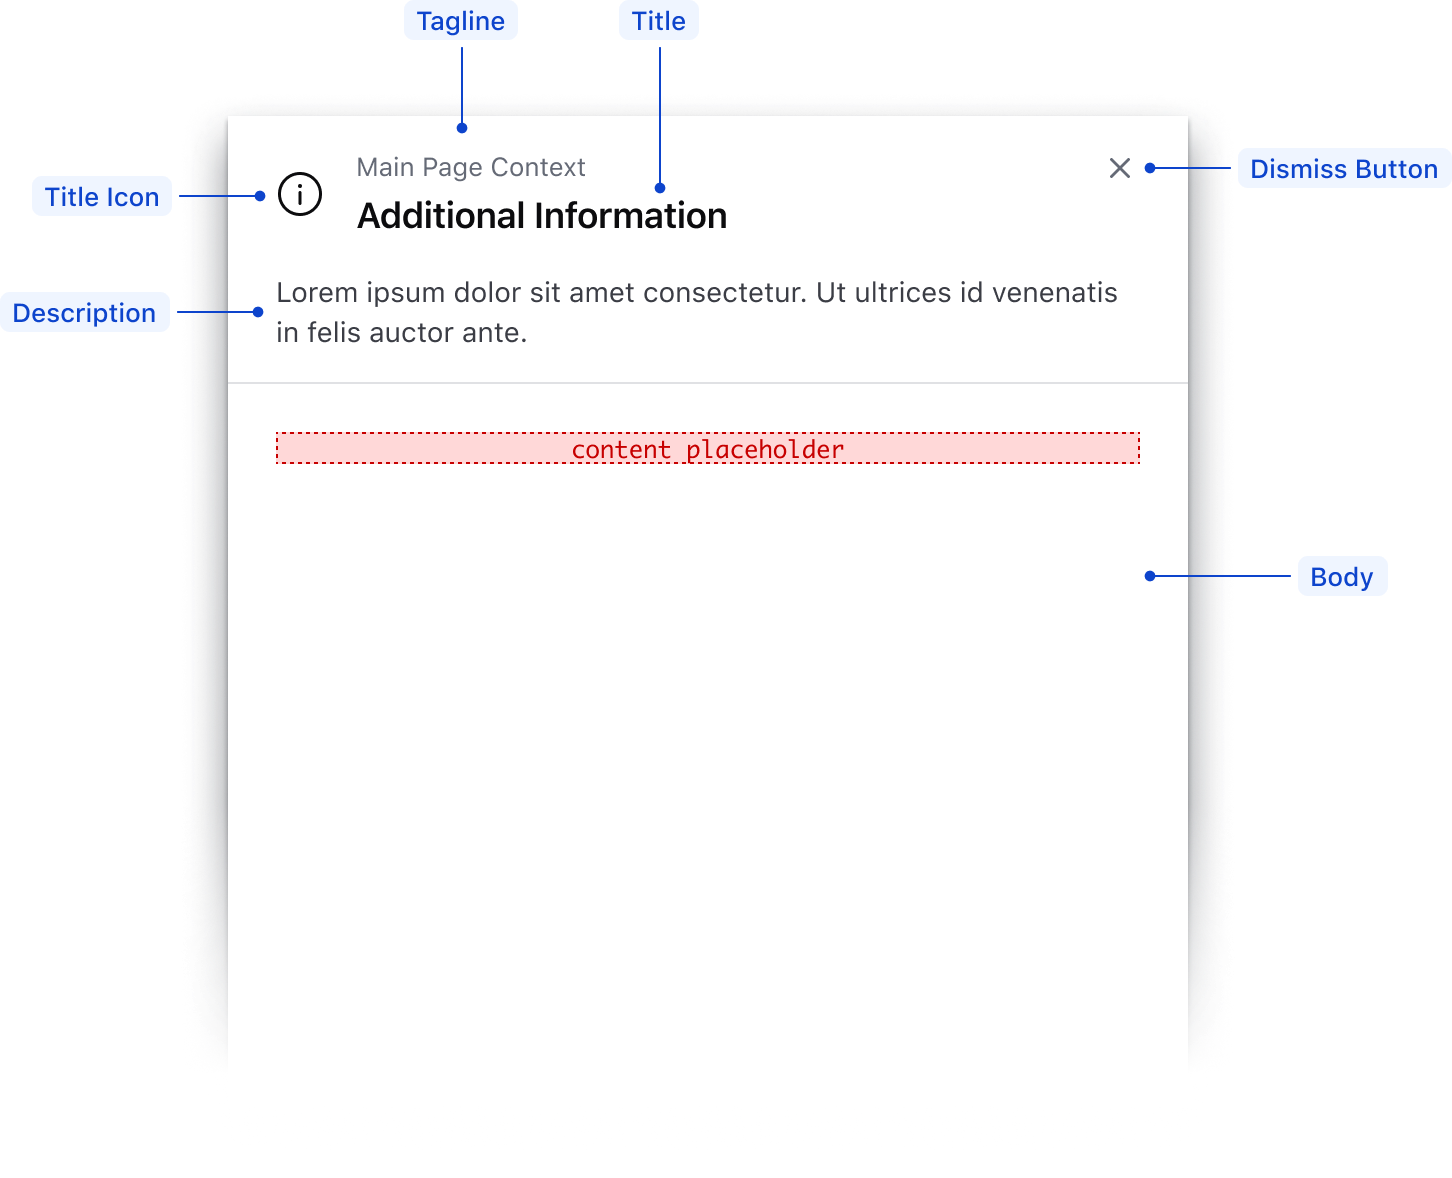 Tagline
Title
Main Page Context
Dismiss Button
Title Icon
Additional Information
Lorem ipsum dolor sit amet consectetur. Ut ultrices id venenatis
Description
in felis auctor ante.
content placeholder
Body